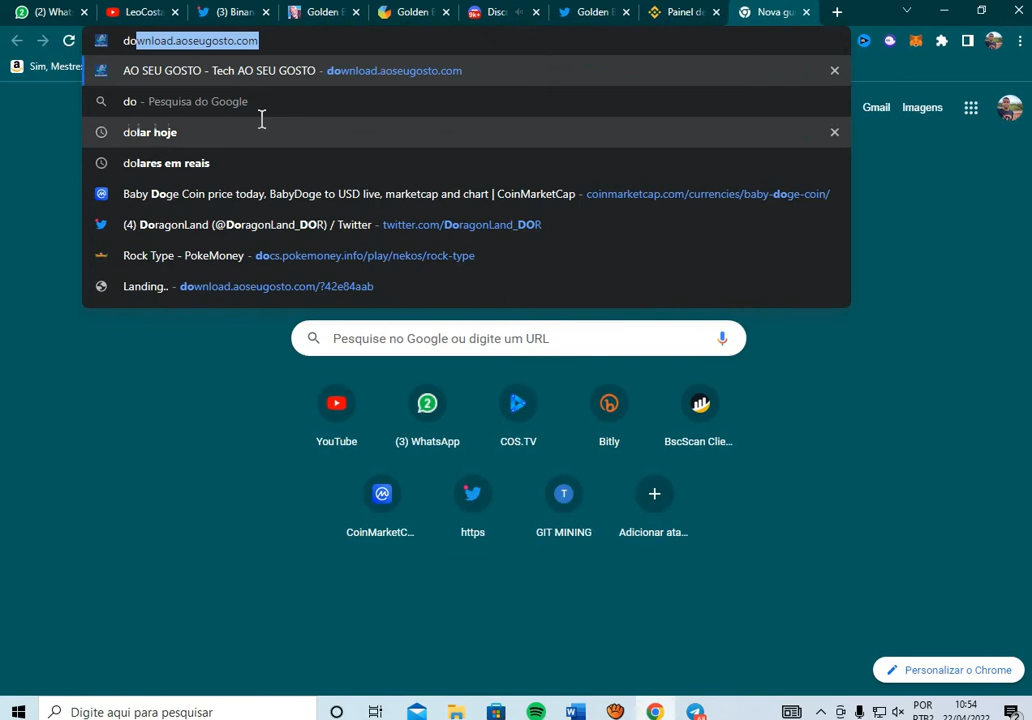 (2) What
LeoCosta
(3) Binan
Golden E
Golden E
Disc
Golden E
Painel de
Nova gu
download.aoseugosto.com
Sim, Mestre
AO SEU GOSTO - Tech AO SEU GOSTO - download.aoseugosto.com
do - Pesquisa do Google
dolar hoje
dolares em reais
Baby Doge Coin price today, BabyDoge to USD live, marketcap and chart | CoinMarketCap - coinmarketcap.com/currencies/baby-doge-coin/
(4) DoragonLand (@DoragonLand_DOR) / Twitter - twitter.com/DoragonLand_DOR
Rock Type - PokeMoney - docs.pokemoney.info/play/nekos/rock-type
Landing.. - download.aoseugosto.com/?42e84aab
Gmail Imagens
Pesquise no Google ou digite um URL
YouTube
(3) WhatsApp
COS.TV
Bitly
BscScan Clie...
CoinMarketC...
https
T
GIT MINING
Adicionar ata...
Personalizar o Chrome
Digite aqui para pesquisar
POR
PTB2
10:54
22/04/2022